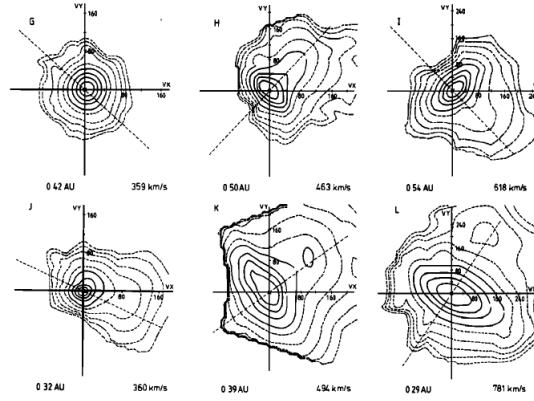 G
VY
160
80
VX
80
160
0.42 AU
359 km/s
H
VY
160
80
VX
80
160
0.50 AU
463 km/s
I
VY
240
160
80
VX
80
160
240
0.54 AU
618 km/s
J
VY
160
80
VX
80
160
0.32 AU
360 km/s
K
VY
160
80
VX
80
160
0.39 AU
494 km/s
L
VY
240
160
80
VX
80
160
240
0.29 AU
781 km/s